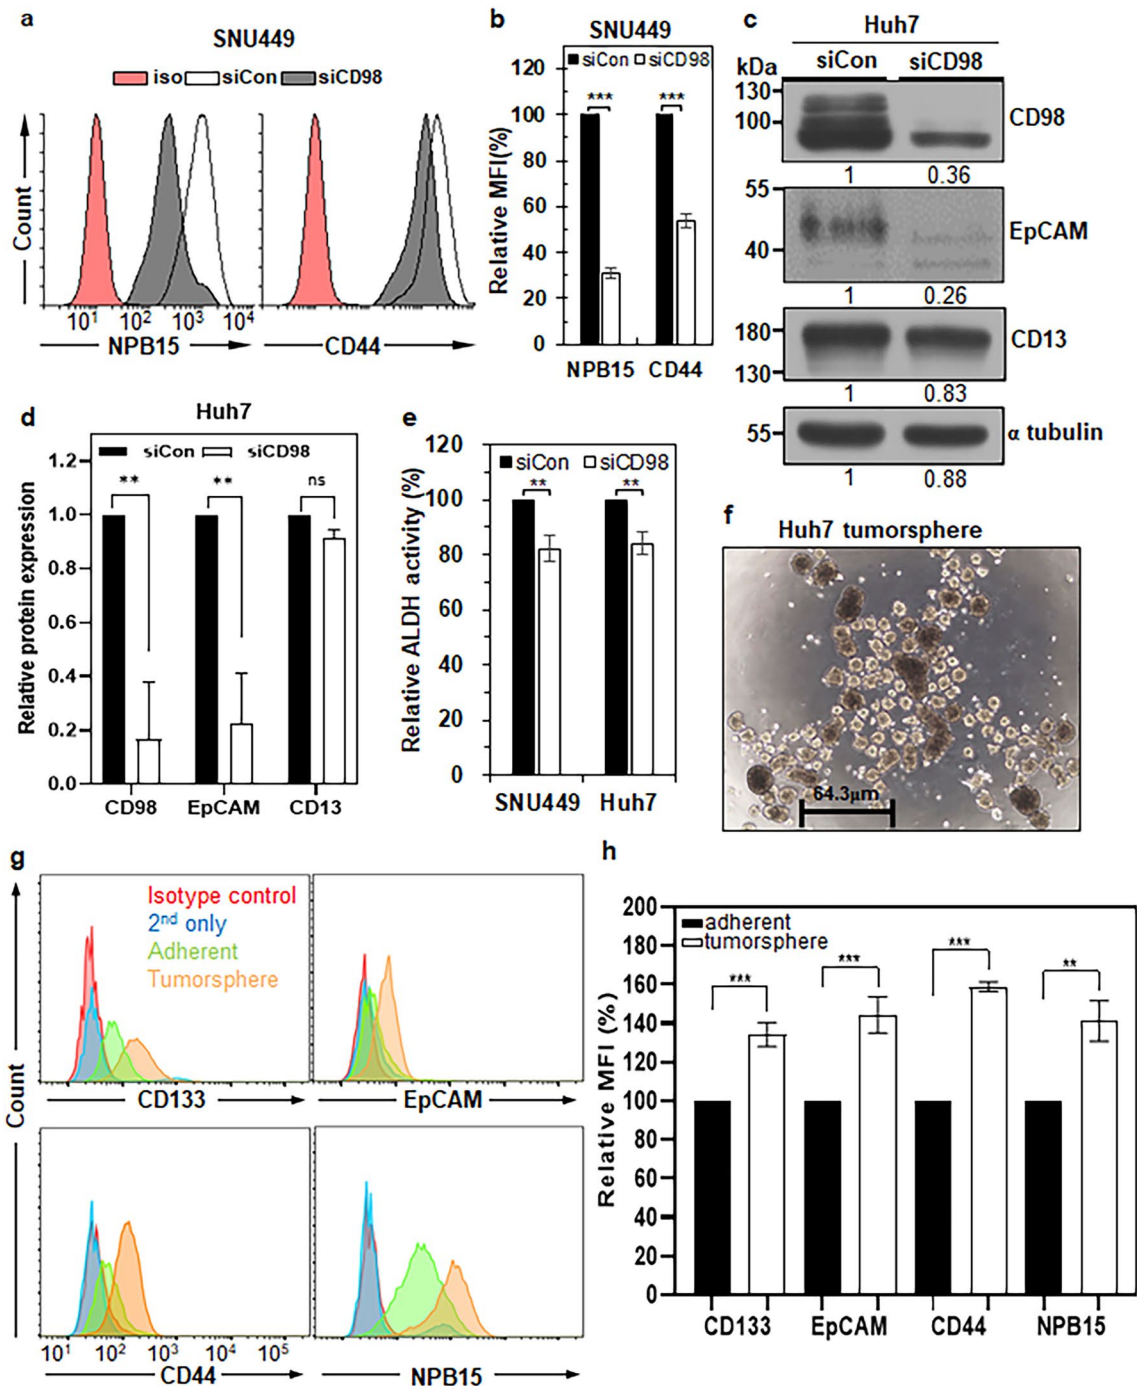 a
SNU449
iso siCon siCD98
Count
10¹ 10² 10³ 10⁴
NPB15 CD44
b
SNU449
siCon siCD98
Relative MFI(%)
120
100
80
60
40
20
0
*** ***
NPB15 CD44
c
Huh7
kDa siCon siCD98
130
100
CD98
1 0.36
55
40
EpCAM
1 0.26
180
130
CD13
1 0.83
55
α tubulin
1 0.88
d
Huh7
siCon siCD98
Relative protein expression
1.2
1.0
0.8
0.6
0.4
0.2
0.0
** ** ns
CD98 EpCAM CD13
e
siCon siCD98
Relative ALDH activity (%)
120
100
80
60
40
20
0
** **
SNU449 Huh7
f
Huh7 tumorsphere
64.3μm
g
Isotype control
2nd only
Adherent
Tumorsphere
Count
CD133 EpCAM
10¹ 10² 10³ 10⁴ 10⁵
CD44 NPB15
h
adherent
tumorsphere
Relative MFI (%)
200
180
160
140
120
100
80
60
40
20
0
*** *** *** **
CD133 EpCAM CD44 NPB15